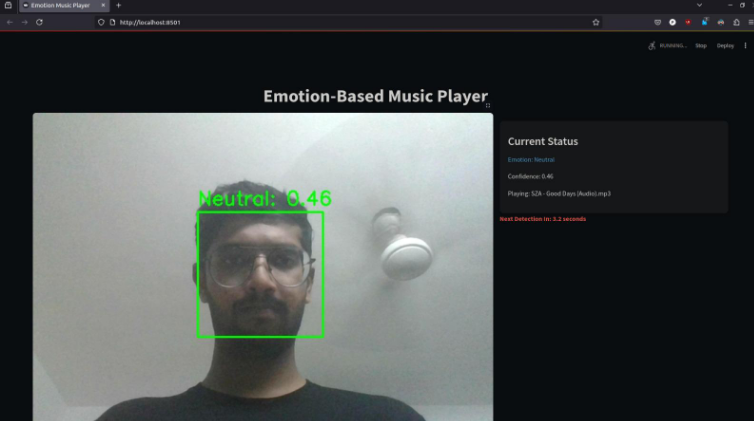 Emotion Music Player
http://localhost:8501
RUNNING...
Stop
Deploy
Emotion-Based Music Player
Neutral: 0.46
Current Status
Emotion: Neutral
Confidence: 0.46
Playing: SZA - Good Days (Audio).mp3
Next Detection in: 3.2 seconds